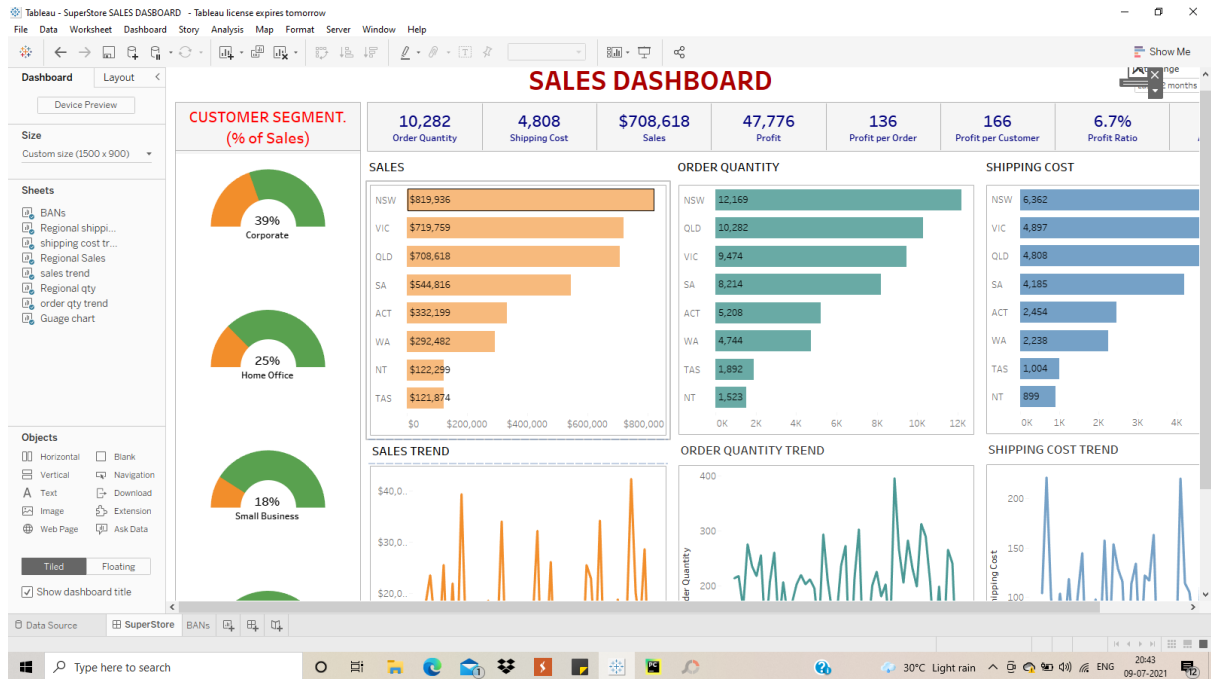 Tableau - SuperStore SALES DASBOARD - Tableau license expires tomorrow
File Data Worksheet Dashboard Story Analysis Map Format Server Window Help
Show Me
Dashboard Layout
Device Preview
Size
Custom size (1500 x 900)
Sheets
BANs
Regional shippi...
shipping cost tr...
Regional Sales
sales trend
Regional qty
order qty trend
Guage chart
Objects
Horizontal Blank
Vertical Navigation
Text Download
Image Extension
Web Page Ask Data
Tiled Floating
Show dashboard title
SALES DASHBOARD
months
CUSTOMER SEGMENT.
(% of Sales)
39%
Corporate
25%
Home Office
18%
Small Business
10,282 4,808 $708,618 47,776 136 166 6.7%
Order Quantity Shipping Cost Sales Profit Profit per Order Profit per Customer Profit Ratio
SALES
NSW $819,936
VIC $719,759
QLD $708,618
SA $544,816
ACT $332,199
WA $292,482
NT $122,299
TAS $121,874
$0 $200,000 $400,000 $600,000 $800,000
ORDER QUANTITY
NSW 12,169
QLD 10,282
VIC 9,474
SA 8,214
ACT 5,208
WA 4,744
TAS 1,892
NT 1,523
0K 2K 4K 6K 8K 10K 12K
SHIPPING COST
NSW 6,362
VIC 4,897
QLD 4,808
SA 4,185
ACT 2,454
WA 2,238
TAS 1,004
NT 899
0K 1K 2K 3K 4K
SALES TREND
$40,0..
$30,0..
$20,0..
ORDER QUANTITY TREND
400
300
200
der Quantity
SHIPPING COST TREND
200
150
100
hipping Cost
Data Source SuperStore BANs
Type here to search
30°C Light rain ENG
20:43
09-07-2021